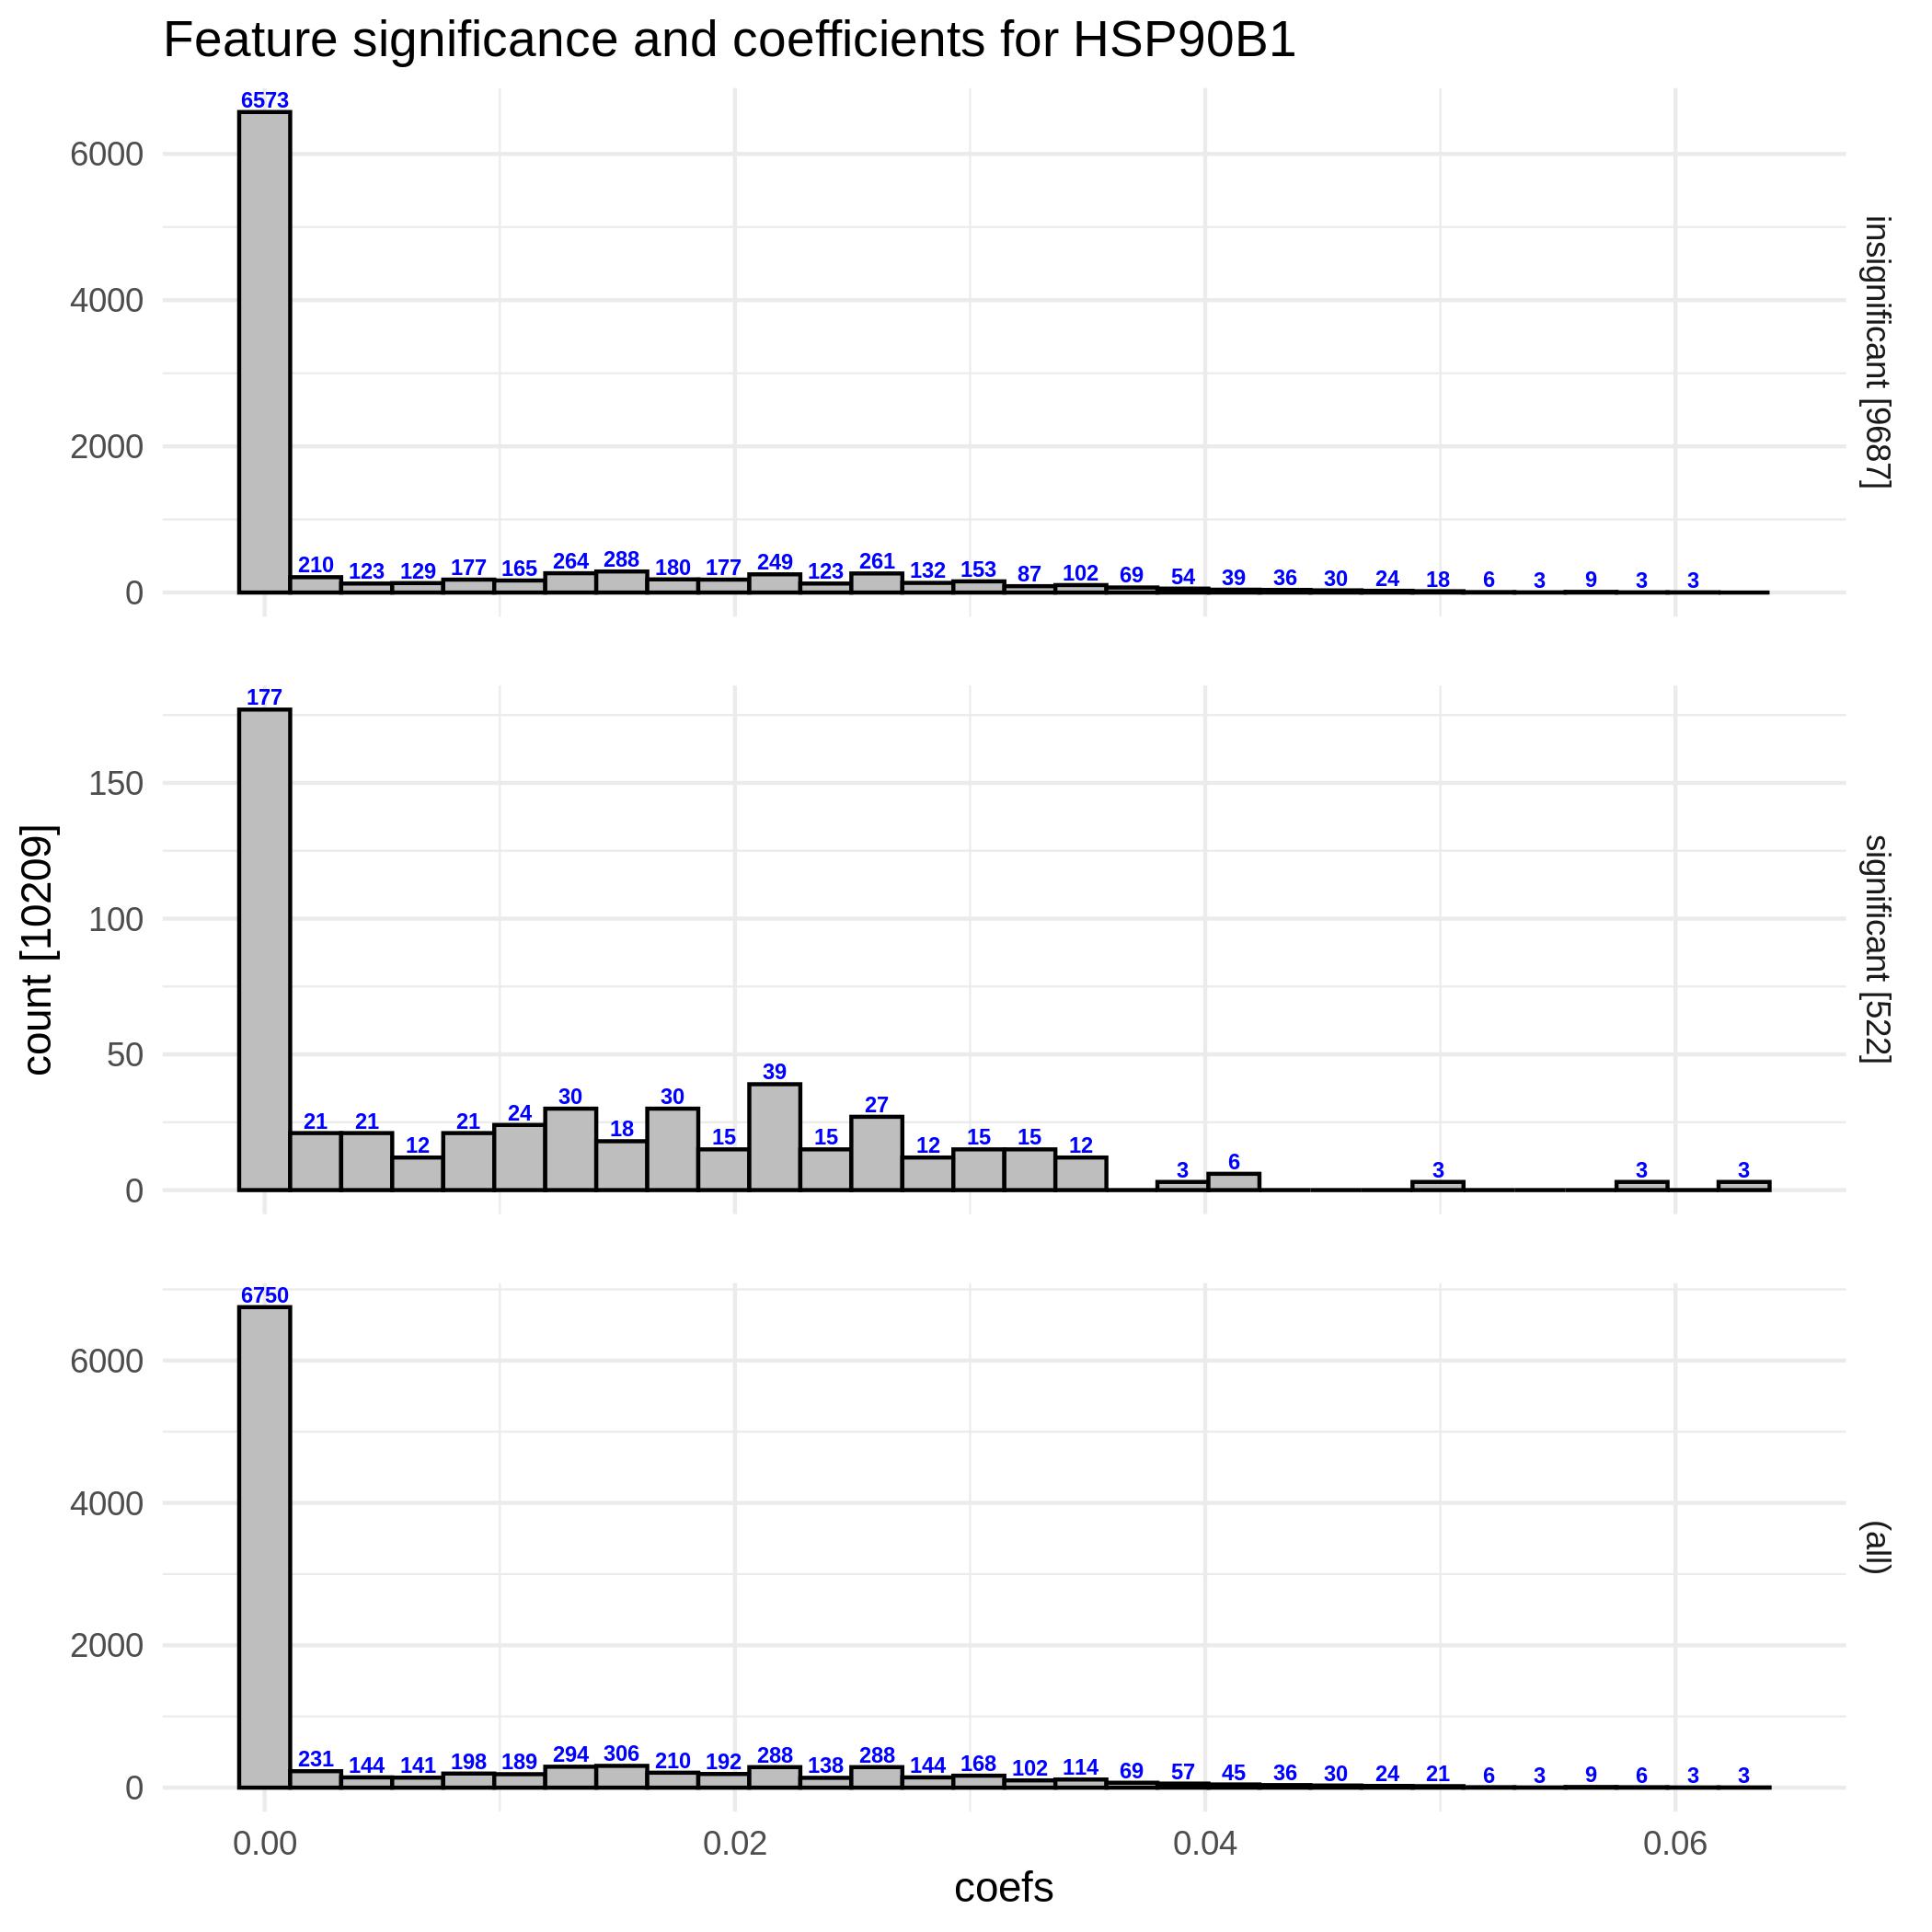 Feature significance and coefficients for HSP90B1
6573
6000
4000
2000
210 123 129 177 165 264 288 180 177 249 123 261 132 153 87 102 69 54 39 36 30 24 18 6 3 9 3 3
0
insignificant [9687]
177
150
100
50
21 21 12 21 24 30 18 30 15 39 15 27 12 15 15 12 3 6 3 3 3
0
significant [522]
count [10209]
6750
6000
4000
2000
231 144 141 198 189 294 306 210 192 288 138 288 144 168 102 114 69 57 45 36 30 24 21 6 3 9 6 3 3
0
(all)
0.00 0.02 0.04 0.06
coefs